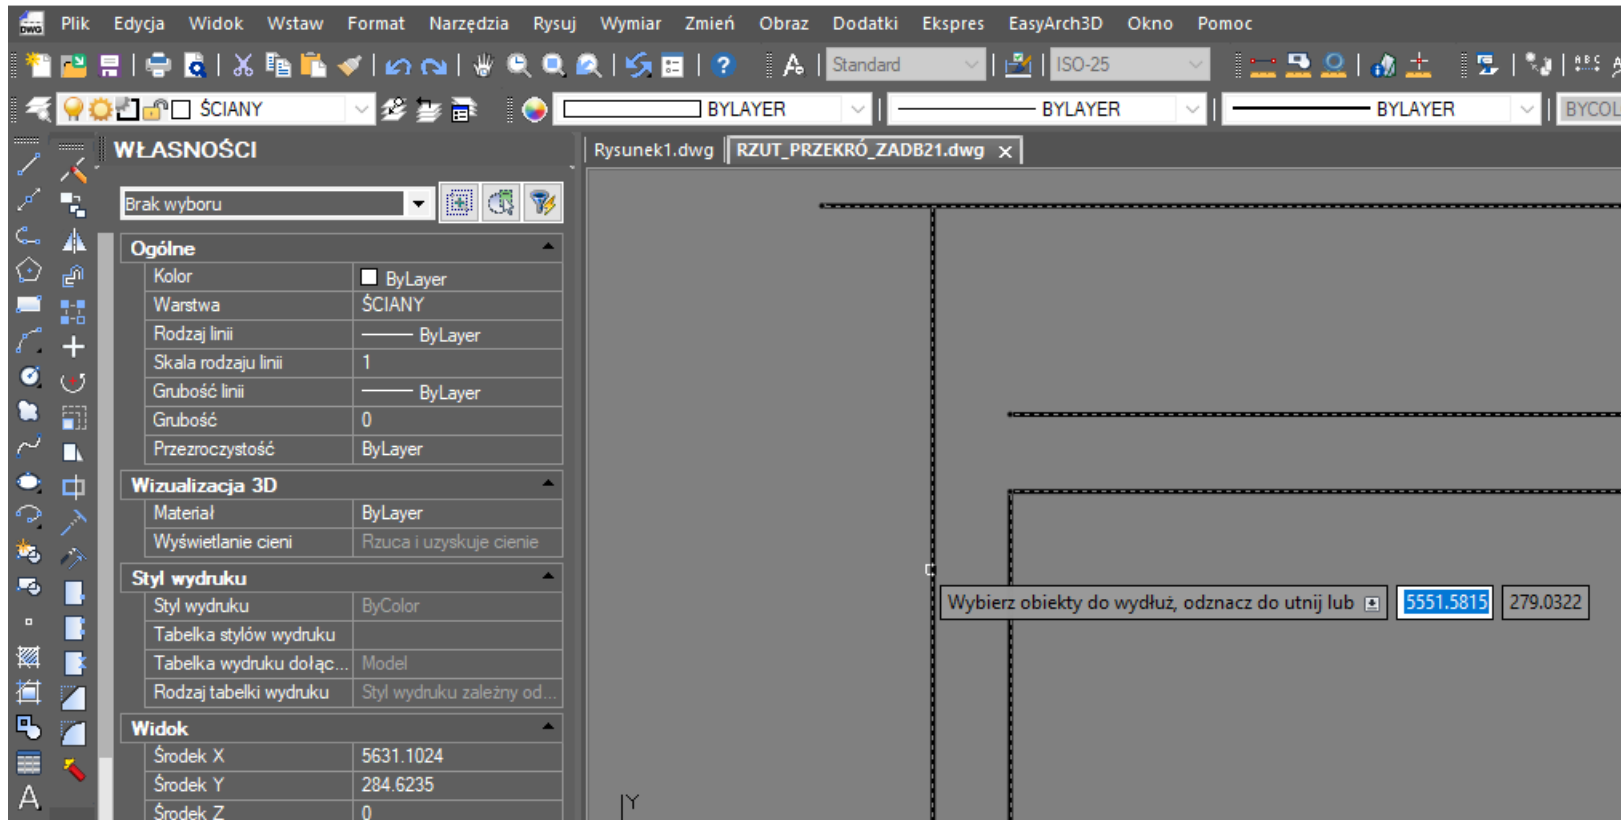 DWG Plik Edycja Widok Wstaw Format Narzędzia Rysuj Wymiar Zmień Obraz Dodatki Ekspres EasyArch3D Okno Pomoc
A Standard ISO-25 ABC
ŚCIANY BYLAYER BYLAYER BYLAYER BYCOL
WŁASNOŚCI
Rysunek1.dwg RZUT_PRZEKRÓ_ZADB21.dwg
Brak wyboru
Ogólne
Kolor ByLayer
Warstwa ŚCIANY
Rodzaj linii ByLayer
Skala rodzaju linii 1
Grubość linii ByLayer
Grubość 0
Przezroczystość ByLayer
Wizualizacja 3D
Materiał ByLayer
Wyświetlanie cieni Rzuca i uzyskuje cienie
Styl wydruku
Styl wydruku ByColor
Tabelka stylów wydruku
Tabelka wydruku dołąc... Model
Rodzaj tabelki wydruku Styl wydruku zależny od...
Widok
Środek X 5631.1024
Środek Y 284.6235
Środek Z 0
Wybierz obiekty do wydłuż, odznacz do utnij lub 5551.5815 279.0322
Y
A